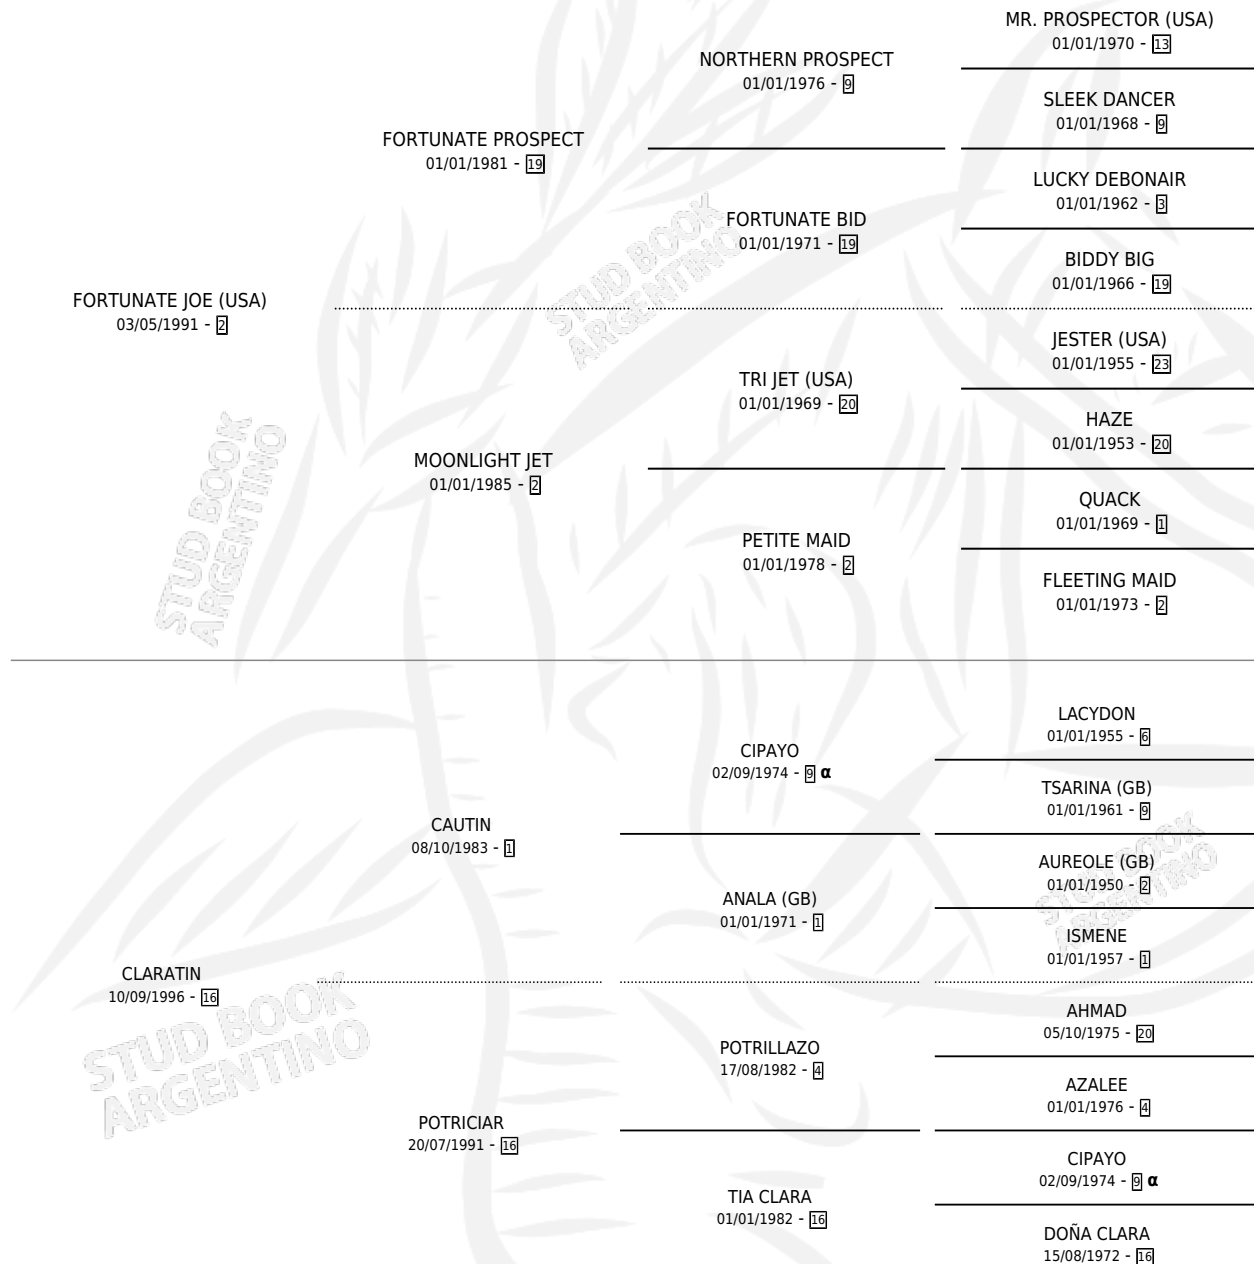 MR. PROSPECTOR (USA)
01/01/1970 - 13
NORTHERN PROSPECT
01/01/1976 - 9
SLEEK DANCER
01/01/1968 - 9
FORTUNATE PROSPECT
01/01/1981 - 19
LUCKY DEBONAIR
01/01/1962 - 3
FORTUNATE BID
01/01/1971 - 19
BIDDY BIG
01/01/1966 - 19
FORTUNATE JOE (USA)
03/05/1991 - 2
JESTER (USA)
01/01/1955 - 23
TRI JET (USA)
01/01/1969 - 20
HAZE
01/01/1953 - 20
MOONLIGHT JET
01/01/1985 - 2
QUACK
01/01/1969 - 1
PETITE MAID
01/01/1978 - 2
FLEETING MAID
01/01/1973 - 2
LACYDON
01/01/1955 - 6
CIPAYO
02/09/1974 - 9 α
TSARINA (GB)
01/01/1961 - 9
CAUTIN
08/10/1983 - 1
AUREOLE (GB)
01/01/1950 - 2
ANALA (GB)
01/01/1971 - 1
ISMENE
01/01/1957 - 1
CLARATIN
10/09/1996 - 16
AHMAD
05/10/1975 - 20
POTRILLAZO
17/08/1982 - 4
AZALEE
01/01/1976 - 4
POTRICIAR
20/07/1991 - 16
CIPAYO
02/09/1974 - 9 α
TIA CLARA
01/01/1982 - 16
DOÑA CLARA
15/08/1972 - 16
STUD BOOK
ARGENTINO
STUD BOOK
ARGENTINO
STUD BOOK
ARGENTINO
STUD BOOK
ARGENTINO